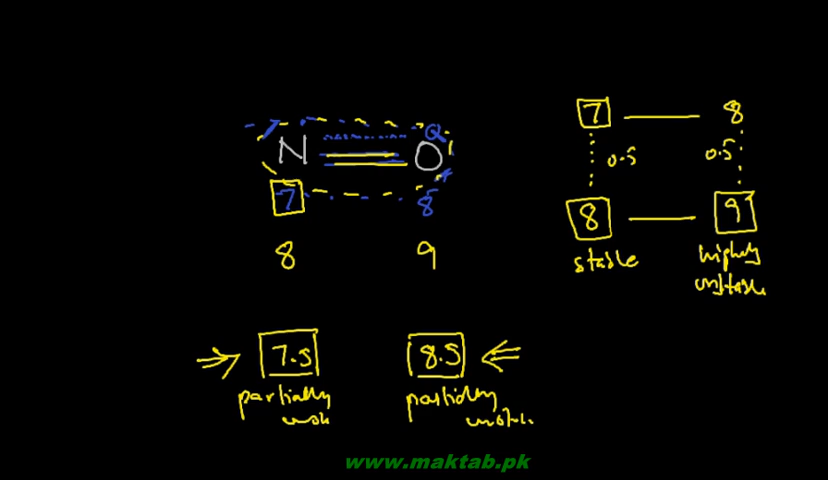 N O
7 8
8 9
7.5 8.5
partially
partially
7 8
0.5 0.5
8 9
stable
highly
unstable
www.maktab.pk